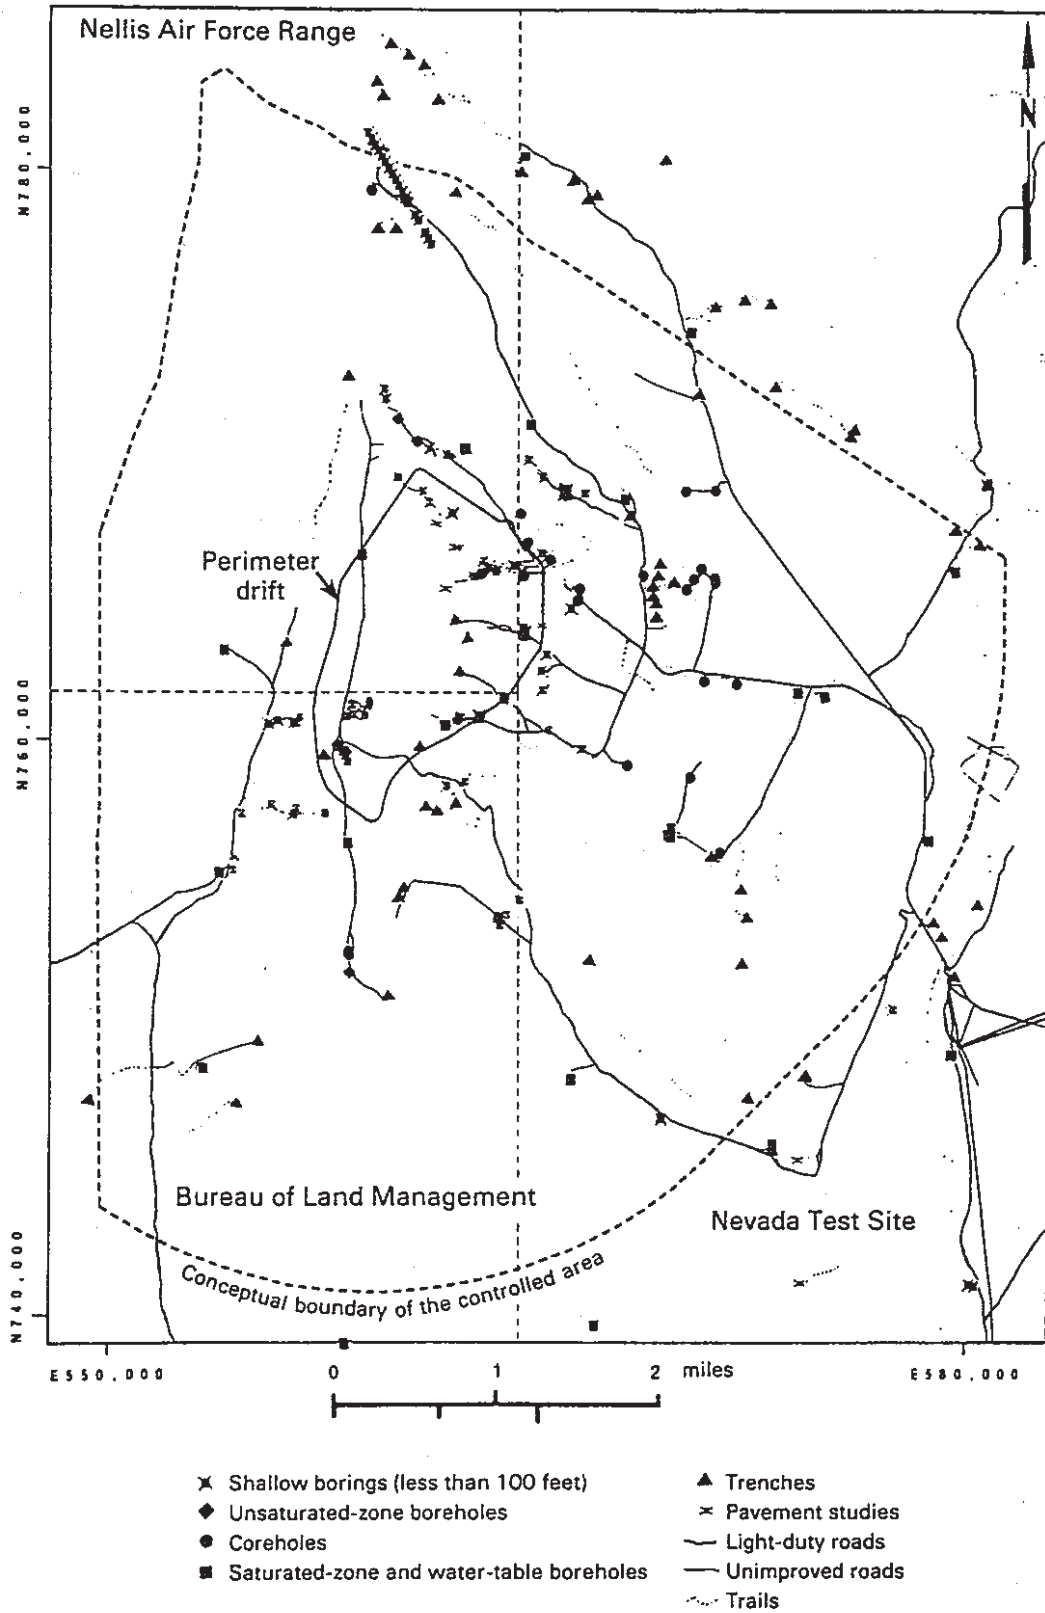 Nellis Air Force Range
N
N780,000
Perimeter
drift
N760,000
Bureau of Land Management
Nevada Test Site
Conceptual boundary of the controlled area
N740,000
E550,000
0 1 2 miles
E580,000
Shallow borings (less than 100 feet)
Unsaturated-zone boreholes
Coreholes
Saturated-zone and water-table boreholes
Trenches
Pavement studies
Light-duty roads
Unimproved roads
Trails